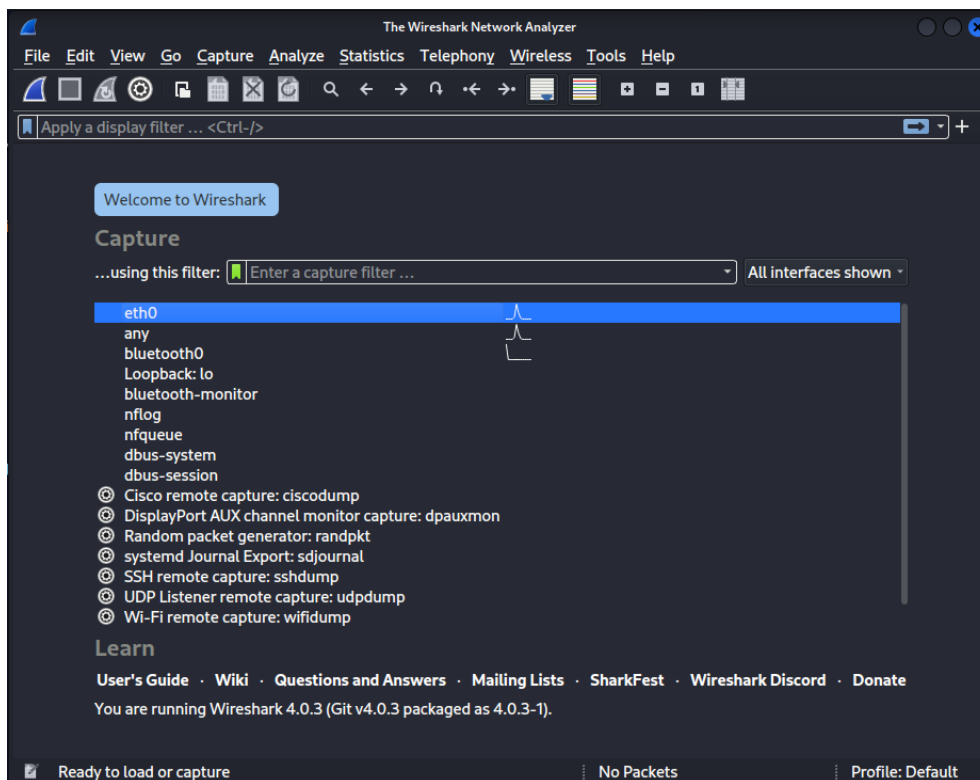 The Wireshark Network Analyzer
File Edit View Go Capture Analyze Statistics Telephony Wireless Tools Help
Apply a display filter ... <Ctrl-/>
Welcome to Wireshark
Capture
...using this filter: Enter a capture filter ... All interfaces shown
eth0
any
bluetooth0
Loopback: lo
bluetooth-monitor
nflog
nfqueue
dbus-system
dbus-session
Cisco remote capture: ciscodump
DisplayPort AUX channel monitor capture: dpauxmon
Random packet generator: randpkt
systemd Journal Export: sdjournal
SSH remote capture: sshdump
UDP Listener remote capture: udpdump
Wi-Fi remote capture: wifidump
Learn
User's Guide · Wiki · Questions and Answers · Mailing Lists · SharkFest · Wireshark Discord · Donate
You are running Wireshark 4.0.3 (Git v4.0.3 packaged as 4.0.3-1).
Ready to load or capture No Packets Profile: Default